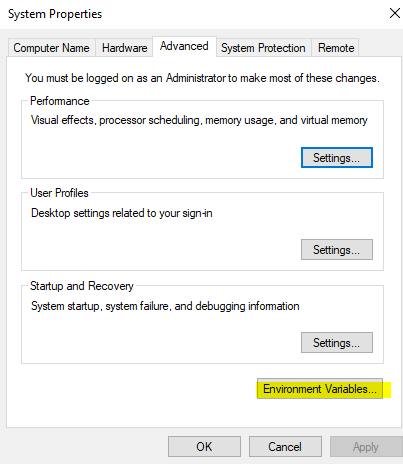 System Properties
Computer Name Hardware Advanced System Protection Remote
You must be logged on as an Administrator to make most of these changes.
Performance
Visual effects, processor scheduling, memory usage, and virtual memory
Settings...
User Profiles
Desktop settings related to your sign-in
Settings...
Startup and Recovery
System startup, system failure, and debugging information
Settings...
Environment Variables...
OK Cancel Apply